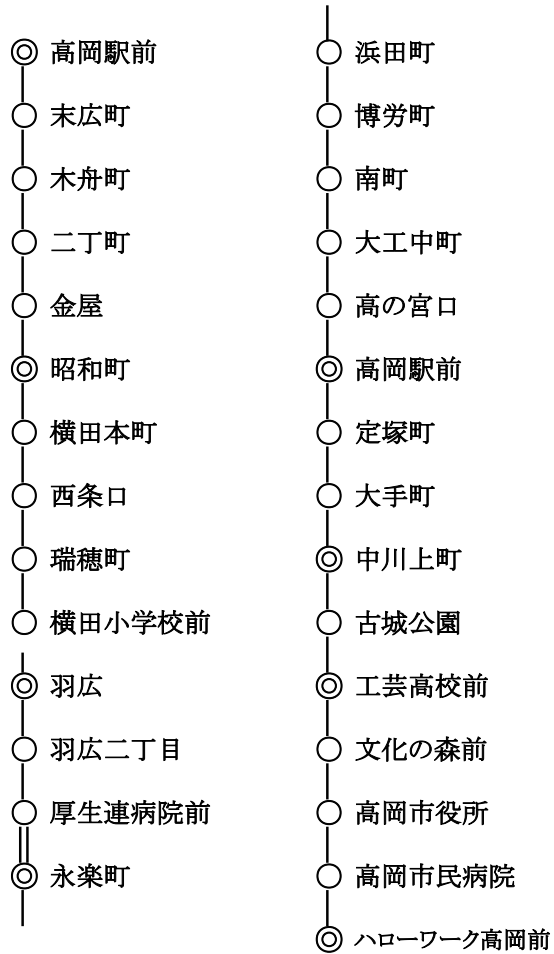 高岡駅前
末広町
木舟町
二丁町
金屋
昭和町
横田本町
西条口
瑞穂町
横田小学校前
羽広
羽広二丁目
厚生連病院前
永楽町
浜田町
博労町
南町
大工中町
高の宮口
高岡駅前
定塚町
大手町
中川上町
古城公園
工芸高校前
文化の森前
高岡市役所
高岡市民病院
ハローワーク高岡前